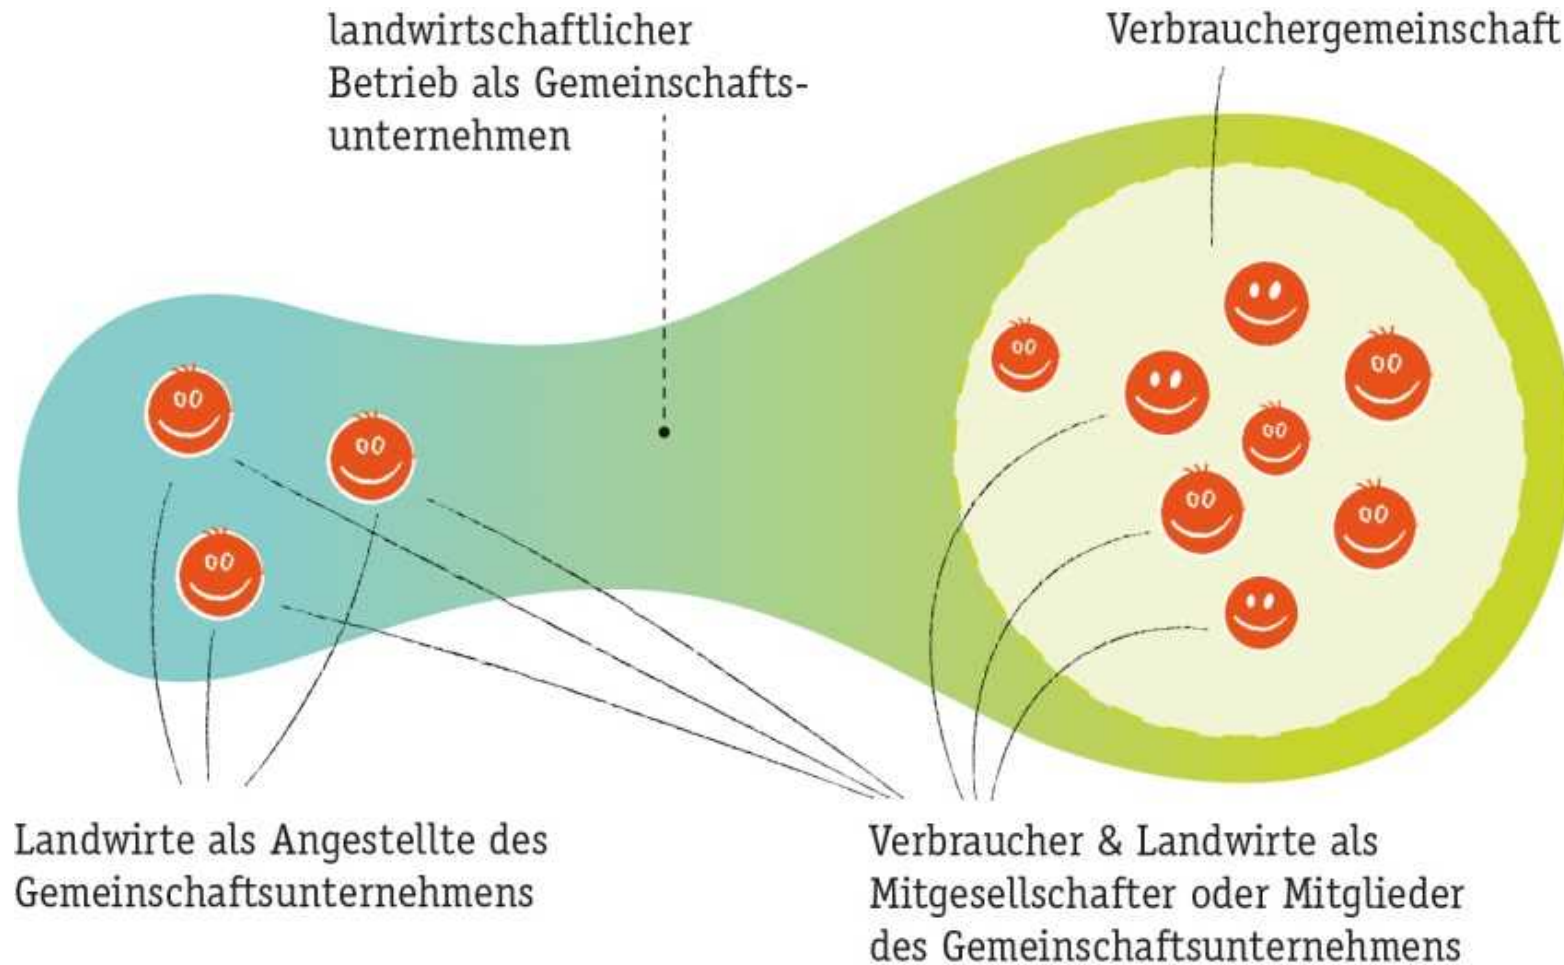 landwirtschaftlicher
Betrieb als Gemeinschafts-
unternehmen
Verbrauchergemeinschaft
Landwirte als Angestellte des
Gemeinschaftsunternehmens
Verbraucher & Landwirte als
Mitgesellschafter oder Mitglieder
des Gemeinschaftsunternehmens